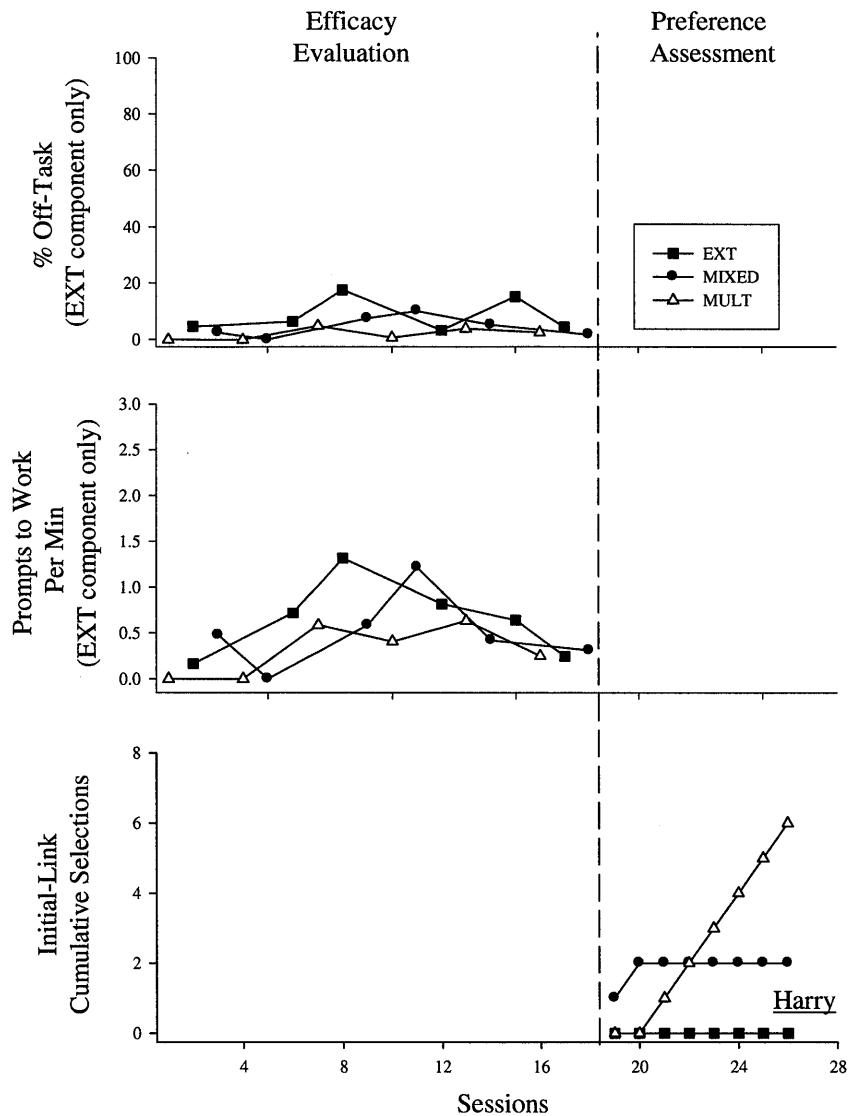 Efficacy
Evaluation
Preference
Assessment
% Off-Task
(EXT component only)
100
80
60
40
20
0
EXT
MIXED
MULT
Prompts to Work
Per Min
(EXT component only)
3.0
2.5
2.0
1.5
1.0
0.5
0.0
Initial-Link
Cumulative Selections
8
6
4
2
0
Harry
4
8
12
16
20
24
28
Sessions